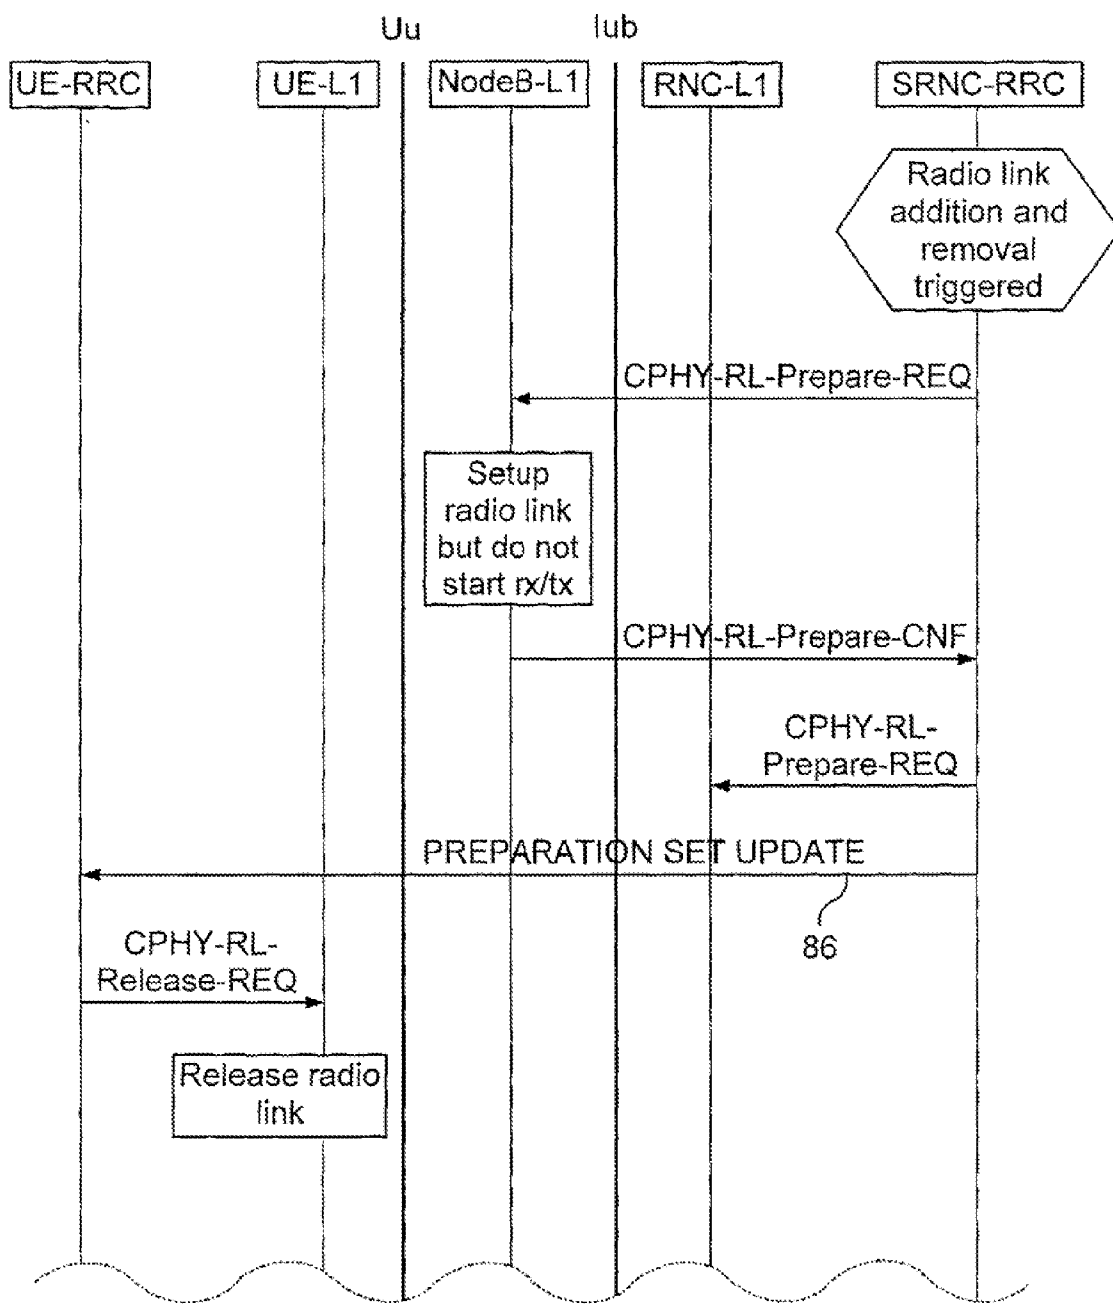 Uu
Iub
UE-RRC
UE-L1
NodeB-L1
RNC-L1
SRNC-RRC
Radio link
addition and
removal
triggered
CPHY-RL-Prepare-REQ
Setup
radio link
but do not
start rx/tx
CPHY-RL-Prepare-CNF
CPHY-RL-
Prepare-REQ
PREPARATION SET UPDATE
86
CPHY-RL-
Release-REQ
Release radio
link